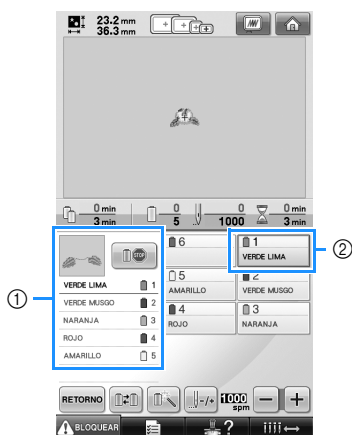 23.2 mm
36.3 mm
0 min
3 min
0
5
0
1000
0 min
3 min
6
1
VERDE LIMA
5
AMARILLO
2
VERDE MUSGO
4
ROJO
3
NARANJA
STOP
VERDE LIMA 1
VERDE MUSGO 2
NARANJA 3
ROJO 4
AMARILLO 5
①
②
RETORNO
-/+
1000
spm
− +
BLOQUEAR
?